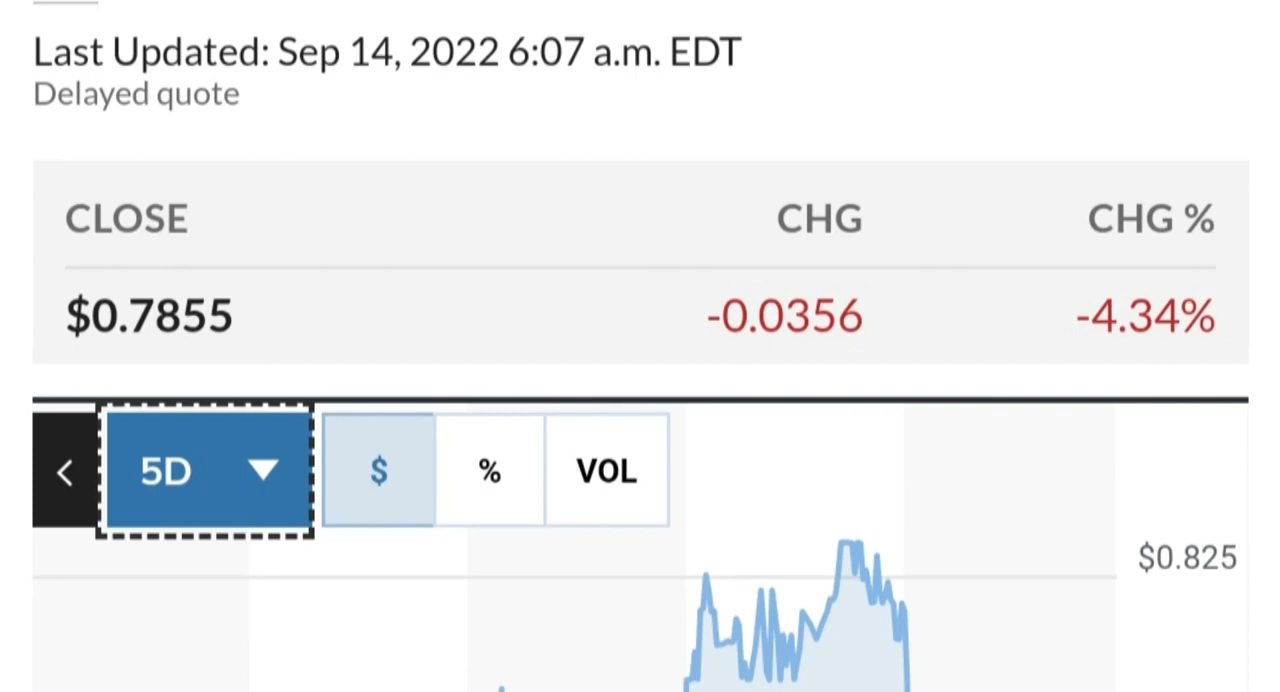 Last Updated: Sep 14, 2022 6:07 a.m. EDT
Delayed quote
CLOSE CHG CHG %
$0.7855 -0.0356 -4.34%
5D $ % VOL
$0.825